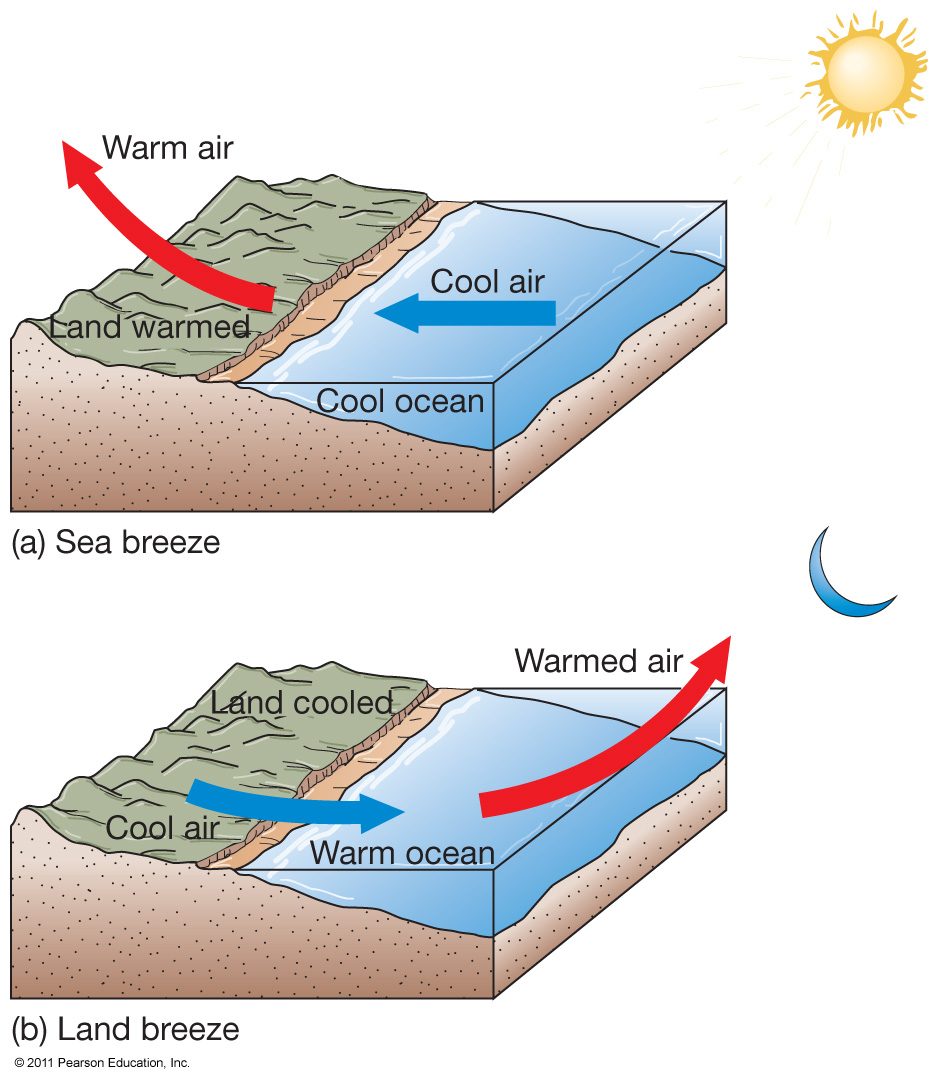 Warm air
Cool air
Land warmed
Cool ocean
(a) Sea breeze
Warmed air
Land cooled
Cool air
Warm ocean
(b) Land breeze
© 2011 Pearson Education, Inc.